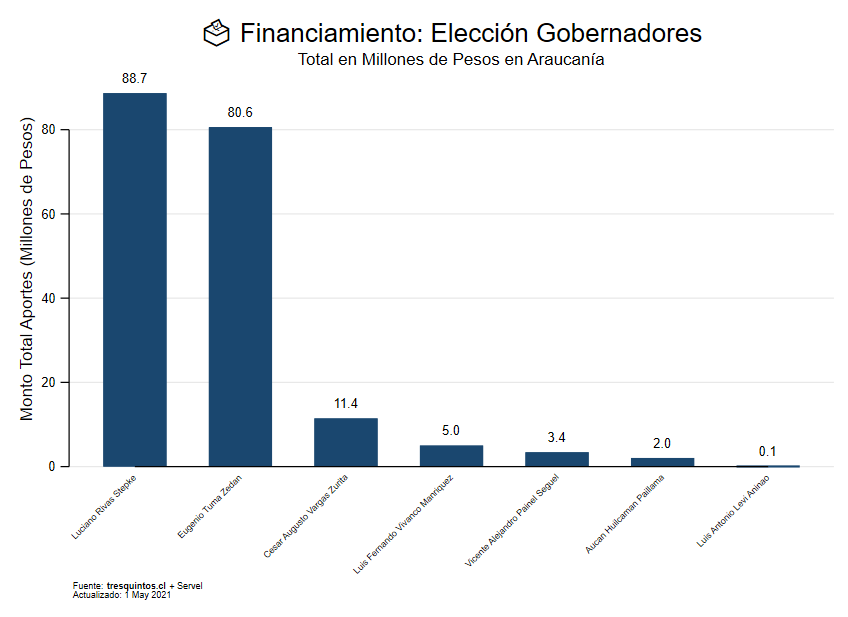 Financiamiento: Elección Gobernadores
Total en Millones de Pesos en Araucanía
Monto Total Aportes (Millones de Pesos)
80
60
40
20
0
88.7
80.6
11.4
5.0
3.4
2.0
0.1
Luciano Rivas Stepke
Eugenio Tuma Zedan
Cesar Augusto Vargas Zurita
Luis Fernando Vivanco Manriquez
Vicente Alejandro Painel Seguel
Aucan Huilcaman Paillama
Luis Antonio Levi Aninao
Fuente: tresquintos.cl + Servel
Actualizado: 1 May 2021